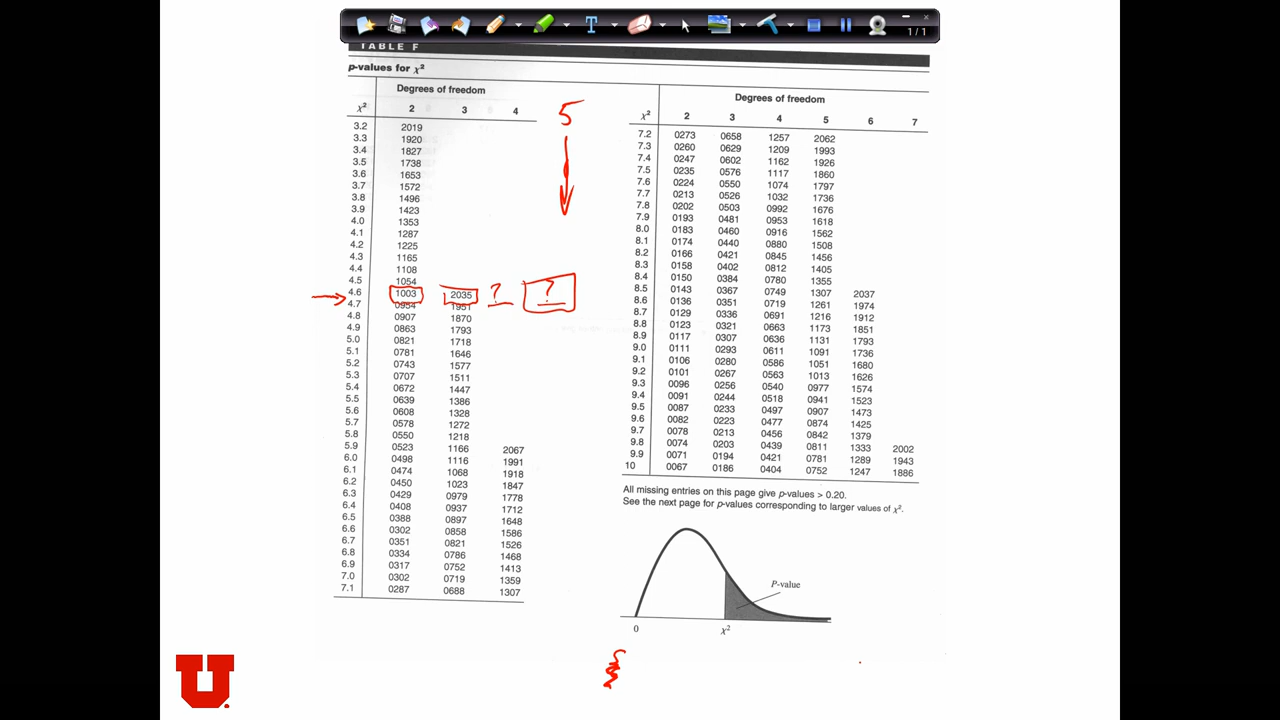 1 / 1
TABLE F
p-values for χ²
Degrees of freedom
χ² 2 3 4 5
3.2 2019
3.3 1920
3.4 1827
3.5 1738
3.6 1653
3.7 1572
3.8 1496
3.9 1423
4.0 1353
4.1 1287
4.2 1225
4.3 1165
4.4 1108
4.5 1054
4.6 1003 2035 ? ?
4.7 0954 1951
4.8 0907 1870
4.9 0863 1793
5.0 0821 1718
5.1 0781 1646
5.2 0743 1577
5.3 0707 1511
5.4 0672 1447
5.5 0639 1386
5.6 0608 1328
5.7 0578 1272
5.8 0550 1218
5.9 0523 1166 2067
6.0 0498 1116 1991
6.1 0474 1068 1918
6.2 0450 1023 1847
6.3 0429 0979 1778
6.4 0408 0937 1712
6.5 0388 0897 1648
6.6 0302 0858 1586
6.7 0351 0821 1526
6.8 0334 0786 1468
6.9 0317 0752 1413
7.0 0302 0719 1359
7.1 0287 0688 1307
Degrees of freedom
χ² 2 3 4 5 6 7
7.2 0273 0658 1257 2062
7.3 0260 0629 1209 1993
7.4 0247 0602 1162 1926
7.5 0235 0576 1117 1860
7.6 0224 0550 1074 1797
7.7 0213 0526 1032 1736
7.8 0202 0503 0992 1676
7.9 0193 0481 0953 1618
8.0 0183 0460 0916 1562
8.1 0174 0440 0880 1508
8.2 0166 0421 0845 1456
8.3 0158 0402 0812 1405
8.4 0150 0384 0780 1355
8.5 0143 0367 0749 1307 2037
8.6 0136 0351 0719 1261 1974
8.7 0129 0336 0691 1216 1912
8.8 0123 0321 0663 1173 1851
8.9 0117 0307 0636 1131 1793
9.0 0111 0293 0611 1091 1736
9.1 0106 0280 0586 1051 1680
9.2 0101 0267 0563 1013 1626
9.3 0096 0256 0540 0977 1574
9.4 0091 0244 0518 0941 1523
9.5 0087 0233 0497 0907 1473
9.6 0082 0223 0477 0874 1425
9.7 0078 0213 0456 0842 1379
9.8 0074 0203 0439 0811 1333 2002
9.9 0071 0194 0421 0781 1289 1943
10 0067 0186 0404 0752 1247 1886
All missing entries on this page give p-values > 0.20.
See the next page for p-values corresponding to larger values of χ².
P-value
0 χ²
U